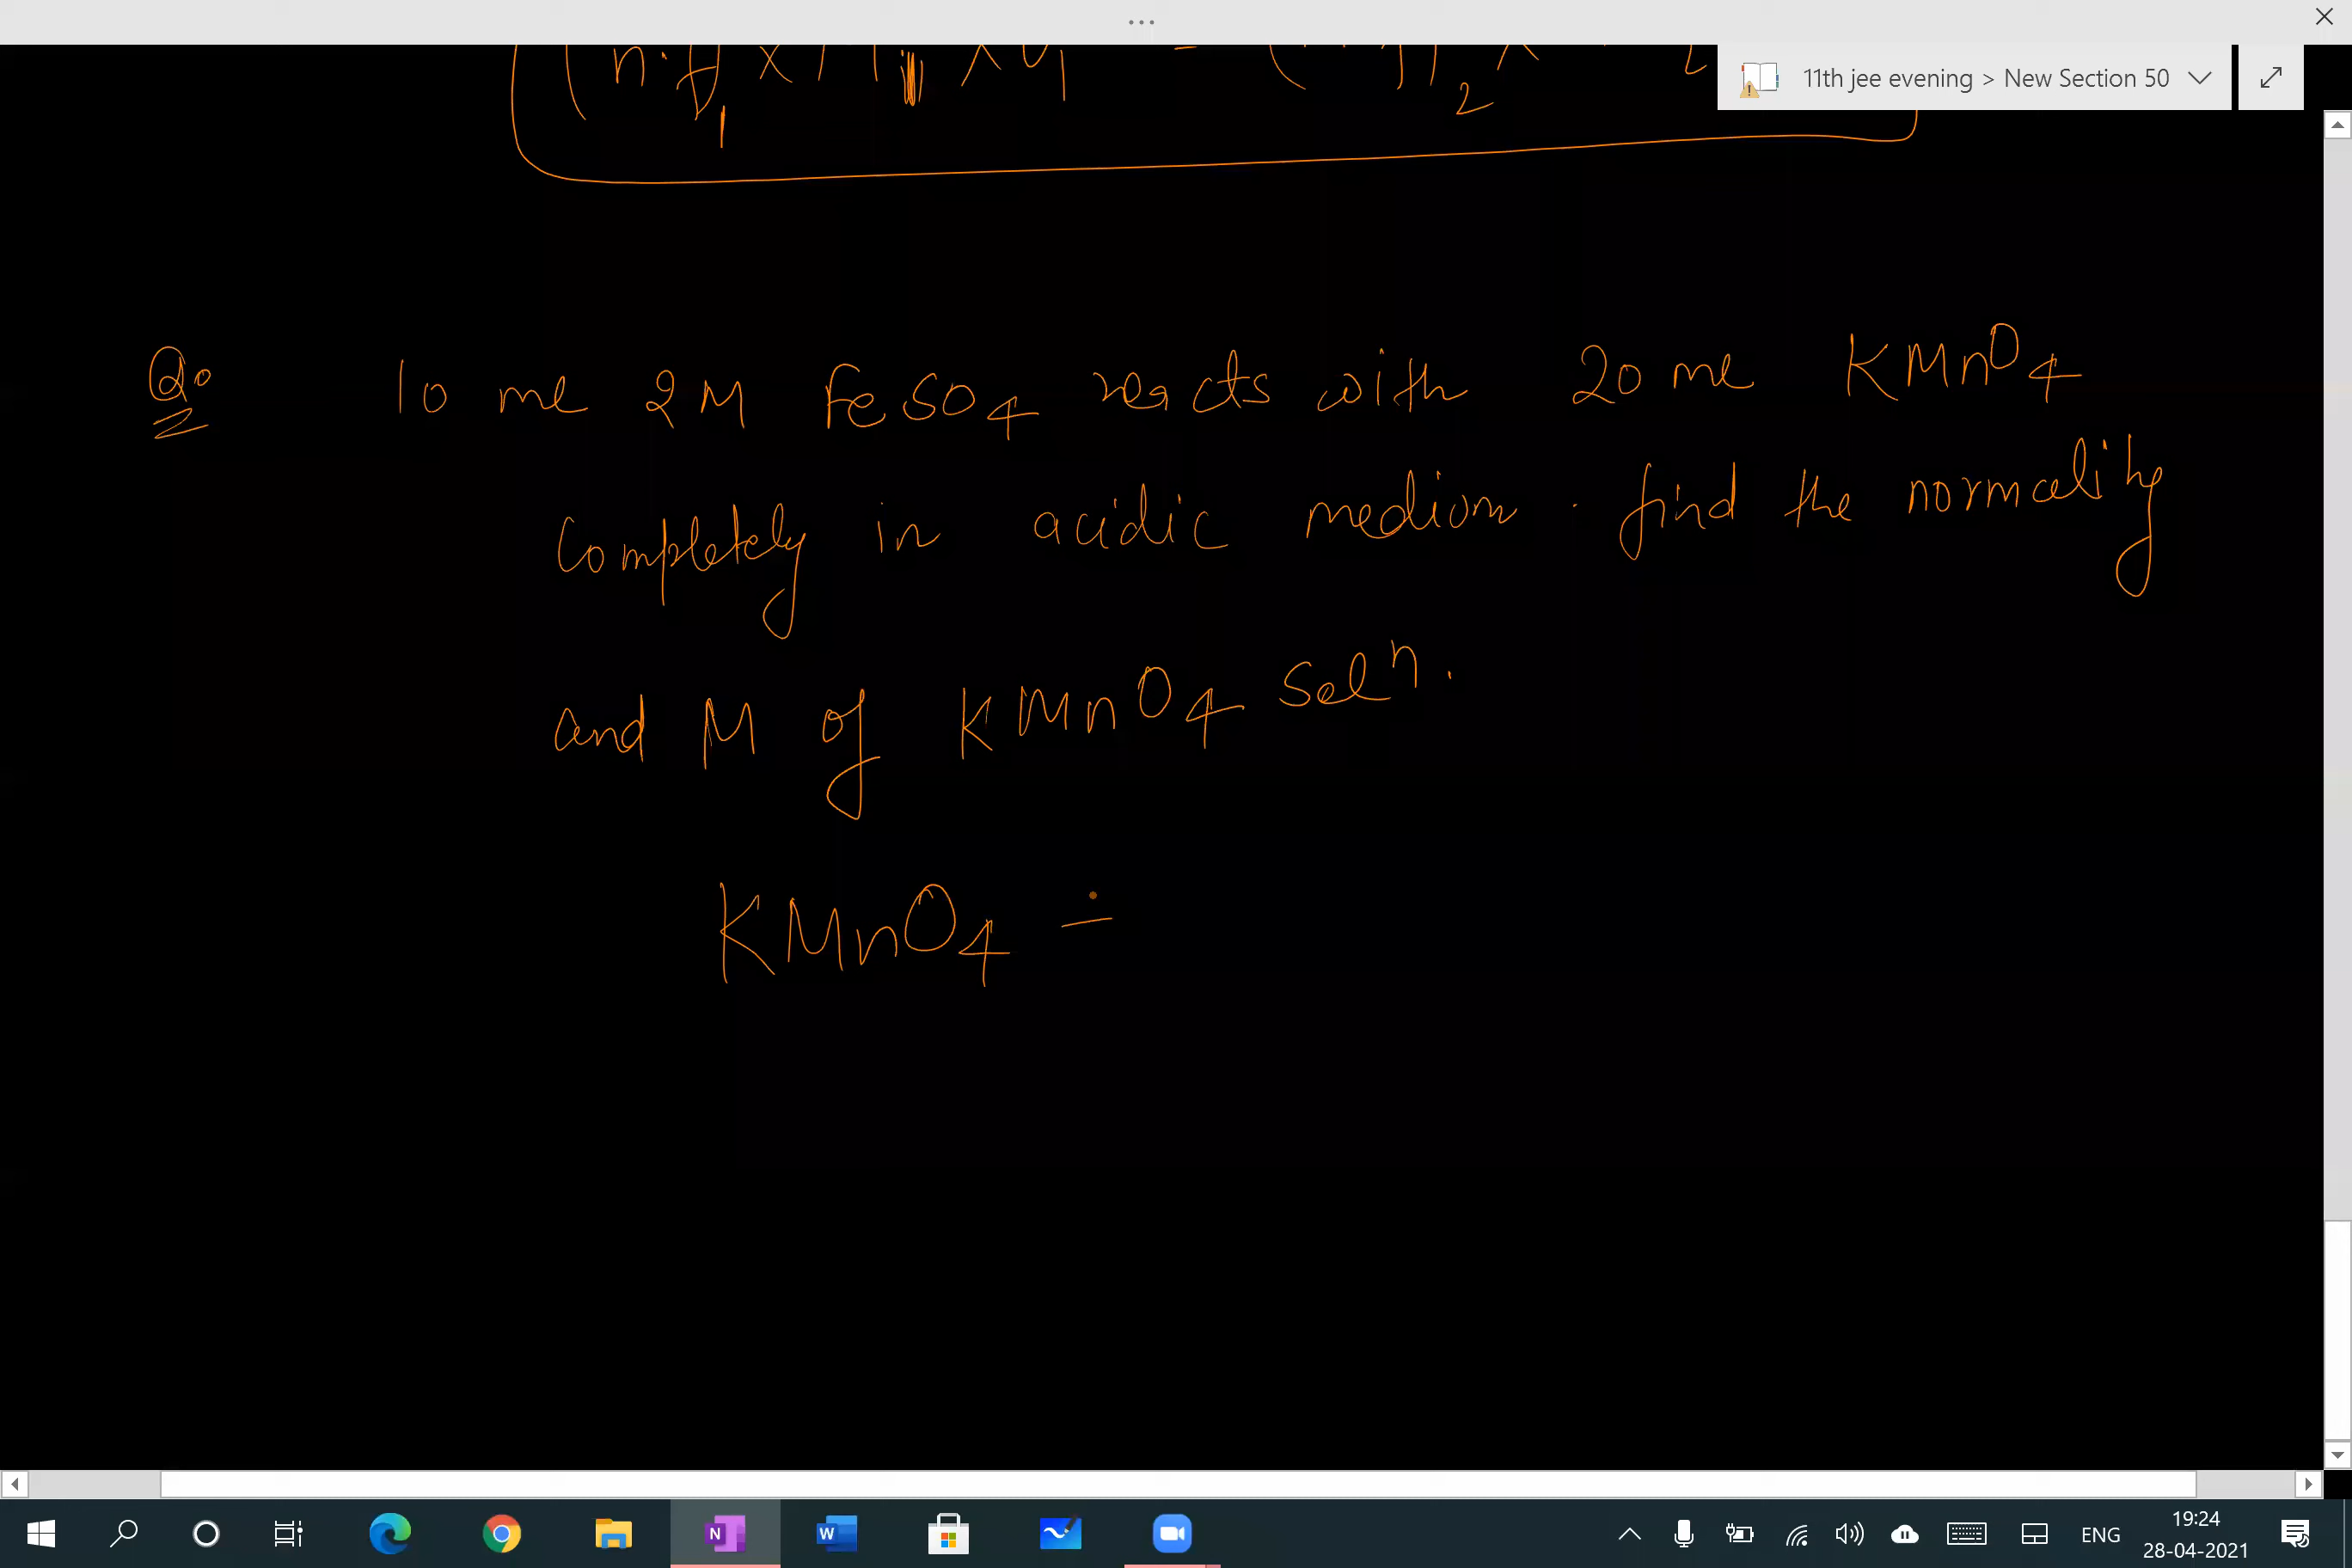 11th jee evening > New Section 50
Q. 10 ml 2M FeSO4 reacts with 20 ml KMnO4
completely in acidic medium. find the normality
and M of KMnO4 Solⁿ.
KMnO4
ENG
19:24
28-04-2021